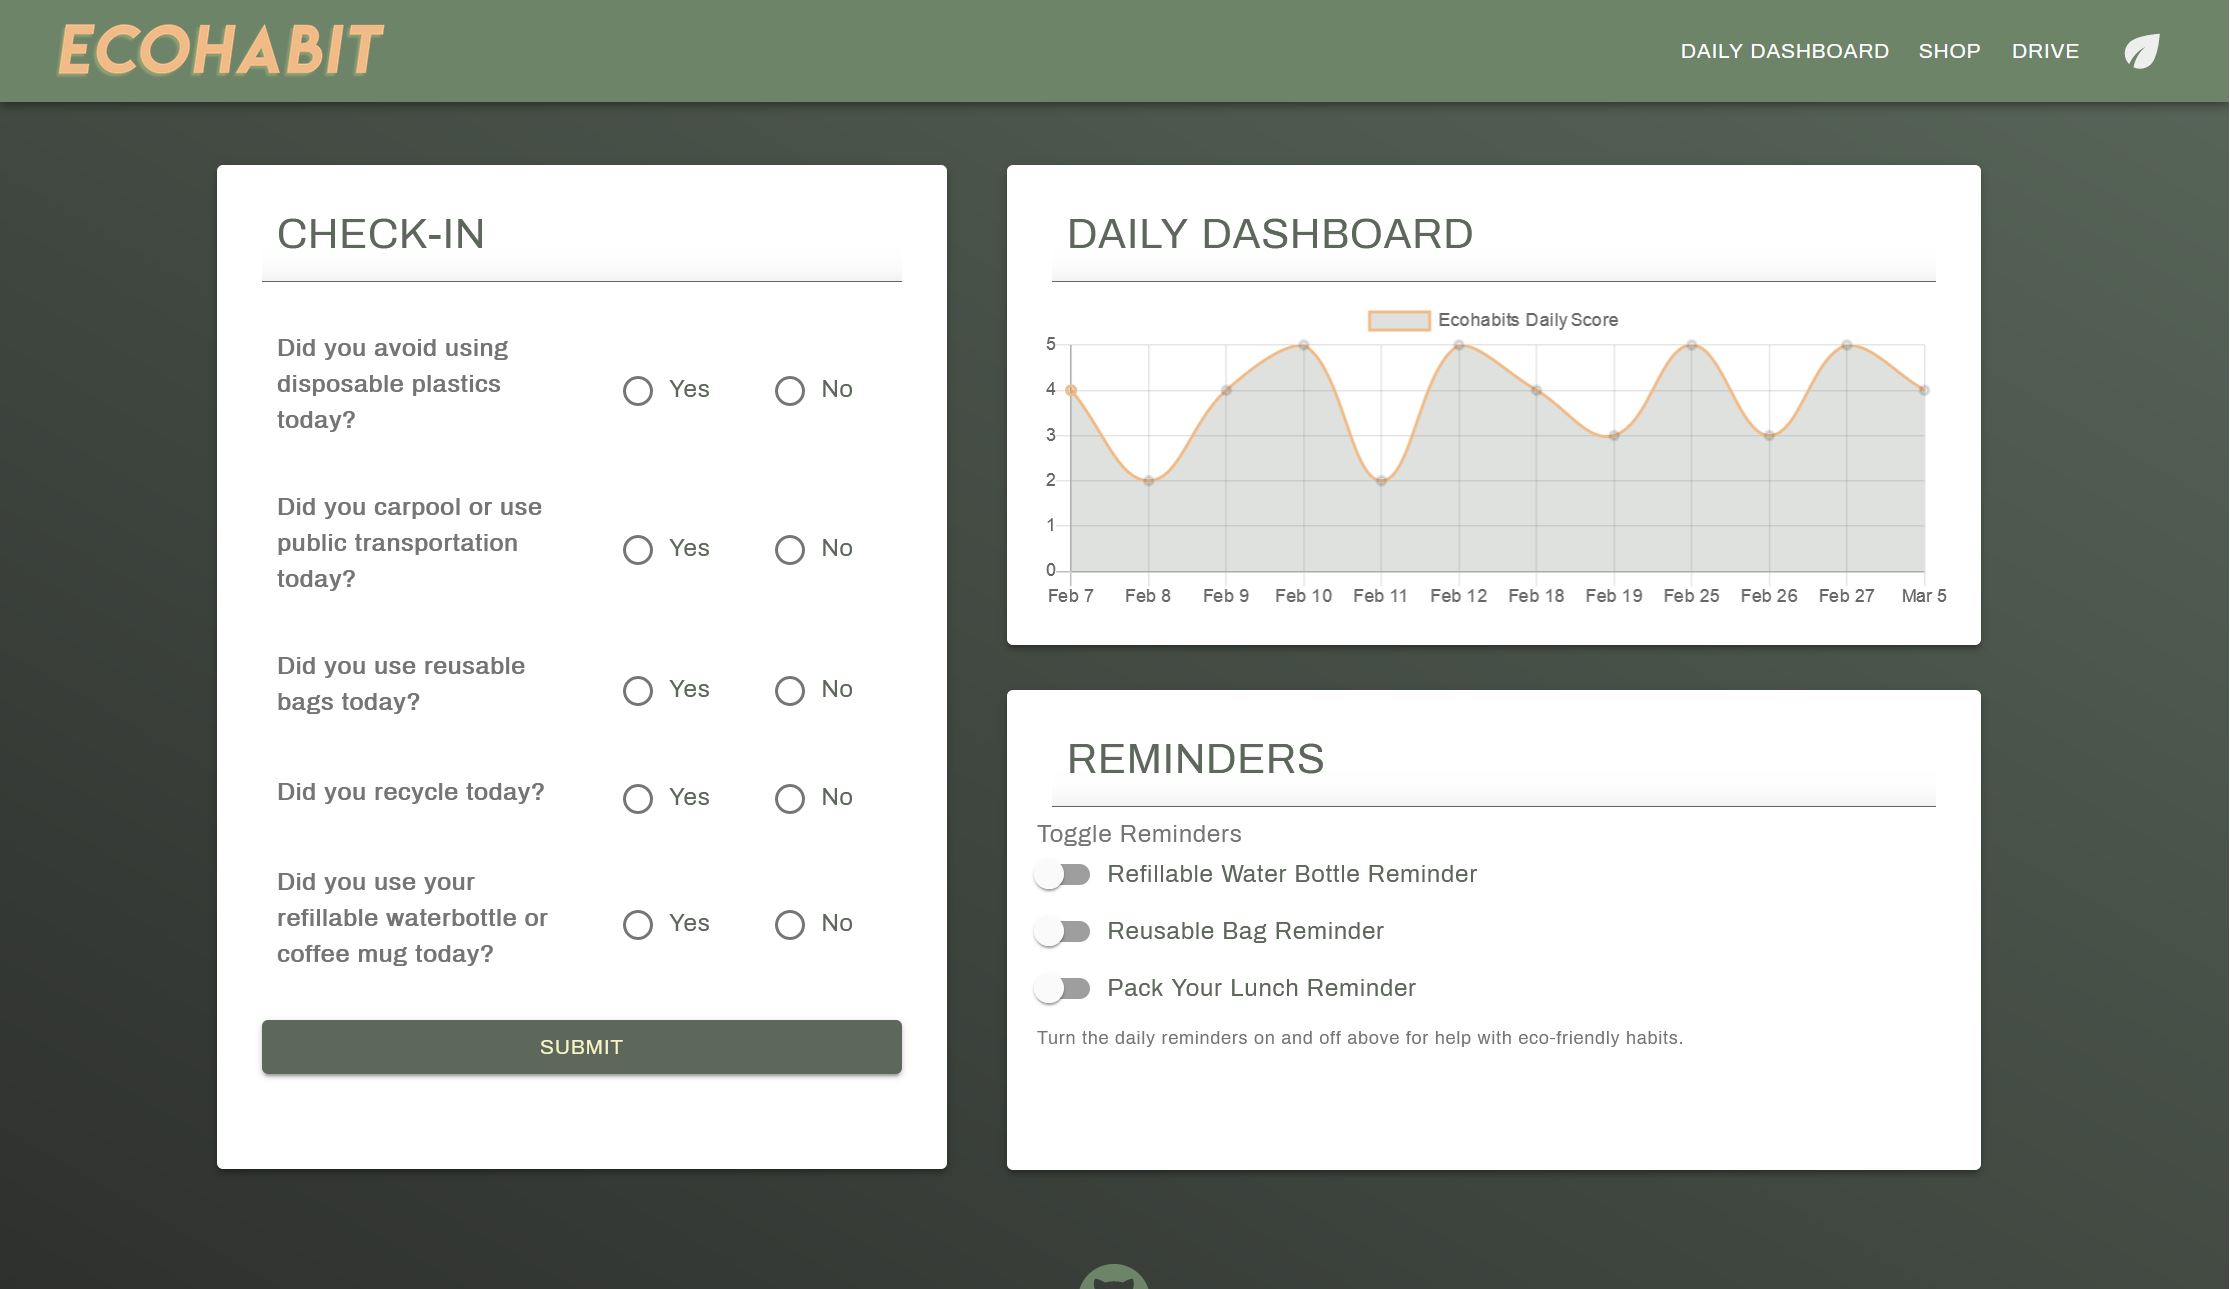 ECOHABIT
DAILY DASHBOARD
SHOP
DRIVE
CHECK-IN
Did you avoid using
disposable plastics
today?
Yes
No
Did you carpool or use
public transportation
today?
Yes
No
Did you use reusable
bags today?
Yes
No
Did you recycle today?
Yes
No
Did you use your
refillable waterbottle or
coffee mug today?
Yes
No
SUBMIT
DAILY DASHBOARD
Ecohabits Daily Score
5
4
3
2
1
0
Feb 7
Feb 8
Feb 9
Feb 10
Feb 11
Feb 12
Feb 18
Feb 19
Feb 25
Feb 26
Feb 27
Mar 5
REMINDERS
Toggle Reminders
Refillable Water Bottle Reminder
Reusable Bag Reminder
Pack Your Lunch Reminder
Turn the daily reminders on and off above for help with eco-friendly habits.